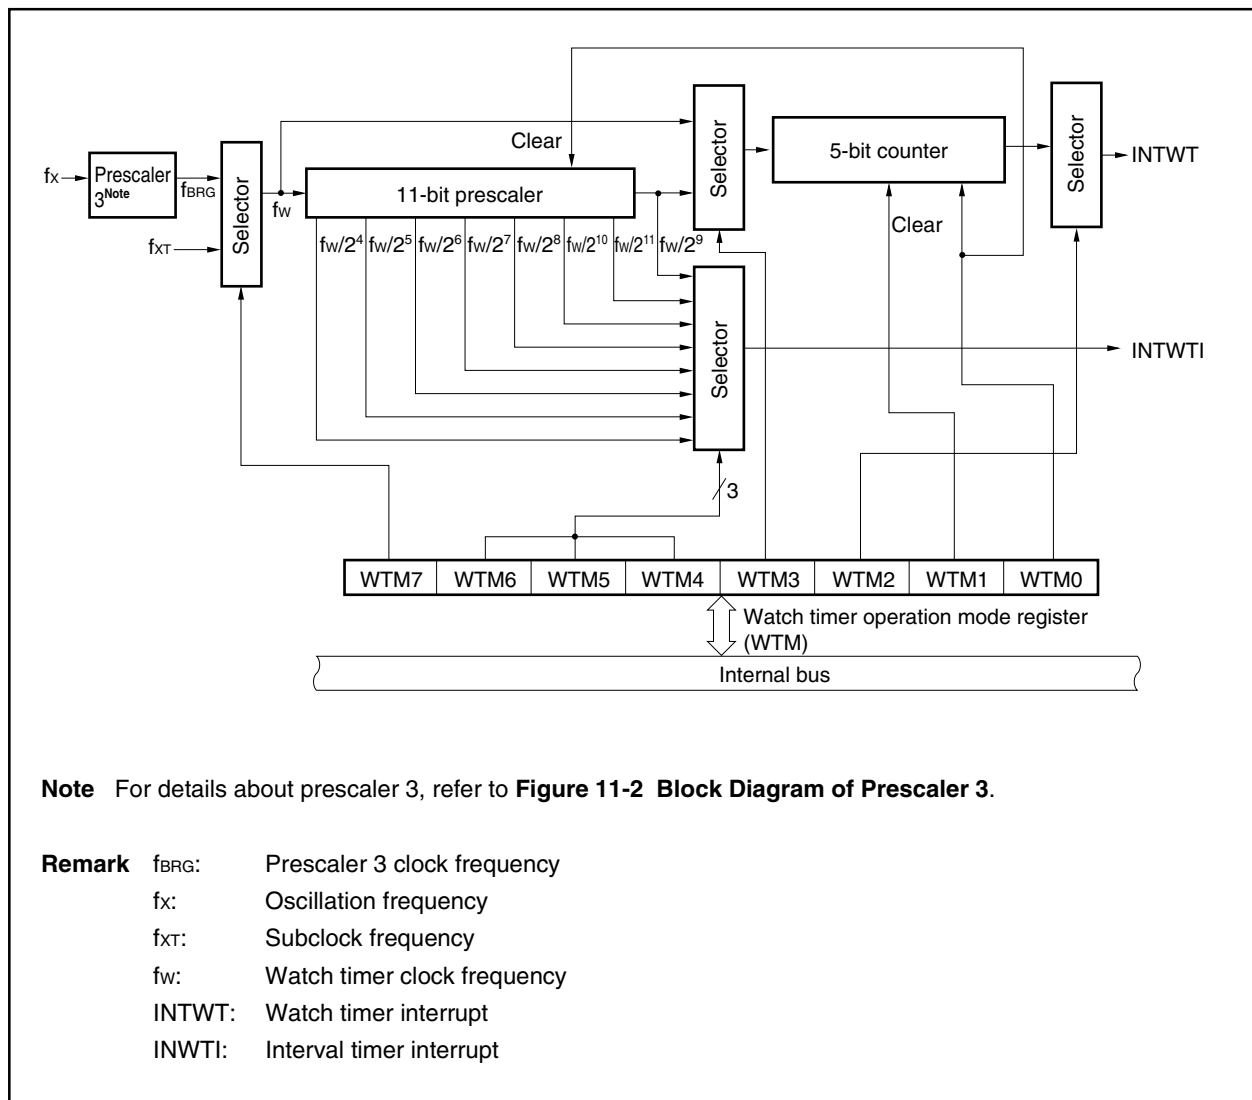 Clear
fX
Prescaler
3Note
fBRG
fXT
Selector
fW
11-bit prescaler
fW/2⁴
fW/2⁵
fW/2⁶
fW/2⁷
fW/2⁸
fW/2¹⁰
fW/2¹¹
fW/2⁹
Selector
Selector
5-bit counter
Clear
Selector
INTWT
INTWTI
3
WTM7 WTM6 WTM5 WTM4 WTM3 WTM2 WTM1 WTM0
Watch timer operation mode register
(WTM)
Internal bus
Note For details about prescaler 3, refer to Figure 11-2 Block Diagram of Prescaler 3.
Remark fBRG: Prescaler 3 clock frequency
fX: Oscillation frequency
fXT: Subclock frequency
fW: Watch timer clock frequency
INTWT: Watch timer interrupt
INWTI: Interval timer interrupt